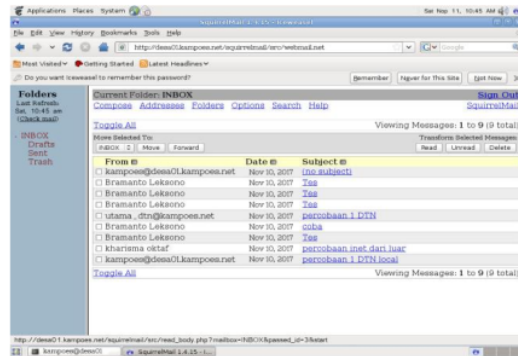 Applications Places System
Sat Nov 11, 10:45 AM
SquirrelMail 1.4.15 - Iceweasel
File Edit View History Bookmarks Tools Help
http://desa01.kampoes.net/squirrelmail/src/webmail.net
Google
Most Visited Getting Started Latest Headlines
Do you want Iceweasel to remember this password?
Remember Never for This Site Not Now
Folders
Last Refresh:
Sat, 10:45 am
(Check mail)
- INBOX
Drafts
Sent
Trash
Current Folder: INBOX
Sign Out
Compose Addresses Folders Options Search Help
SquirrelMail
Toggle All
Viewing Messages: 1 to 9 (9 total)
Move Selected To:
Transform Selected Messages:
INBOX Move Forward
Read Unread Delete
From Date Subject
kampoes@desa01.kampoes.net Nov 10, 2017 (no subject)
Bramanto Leksono Nov 10, 2017 Tes
Bramanto Leksono Nov 10, 2017 Tes
utama_dtn@kampoes.net Nov 10, 2017 percobaan 1 DTN
Bramanto Leksono Nov 10, 2017 coba
Bramanto Leksono Nov 10, 2017 Tes
kharisma oktaf Nov 10, 2017 percobaan inet dari luar
kampoes@desa01.kampoes.net Nov 10, 2017 percobaan 1 DTN local
Toggle All
Viewing Messages: 1 to 9 (9 total)
http://desa01.kampoes.net/squirrelmail/src/read_body.php?mailbox=INBOX&passed_id=3&start
kampoes@desa01
SquirrelMail 1.4.15 - I...